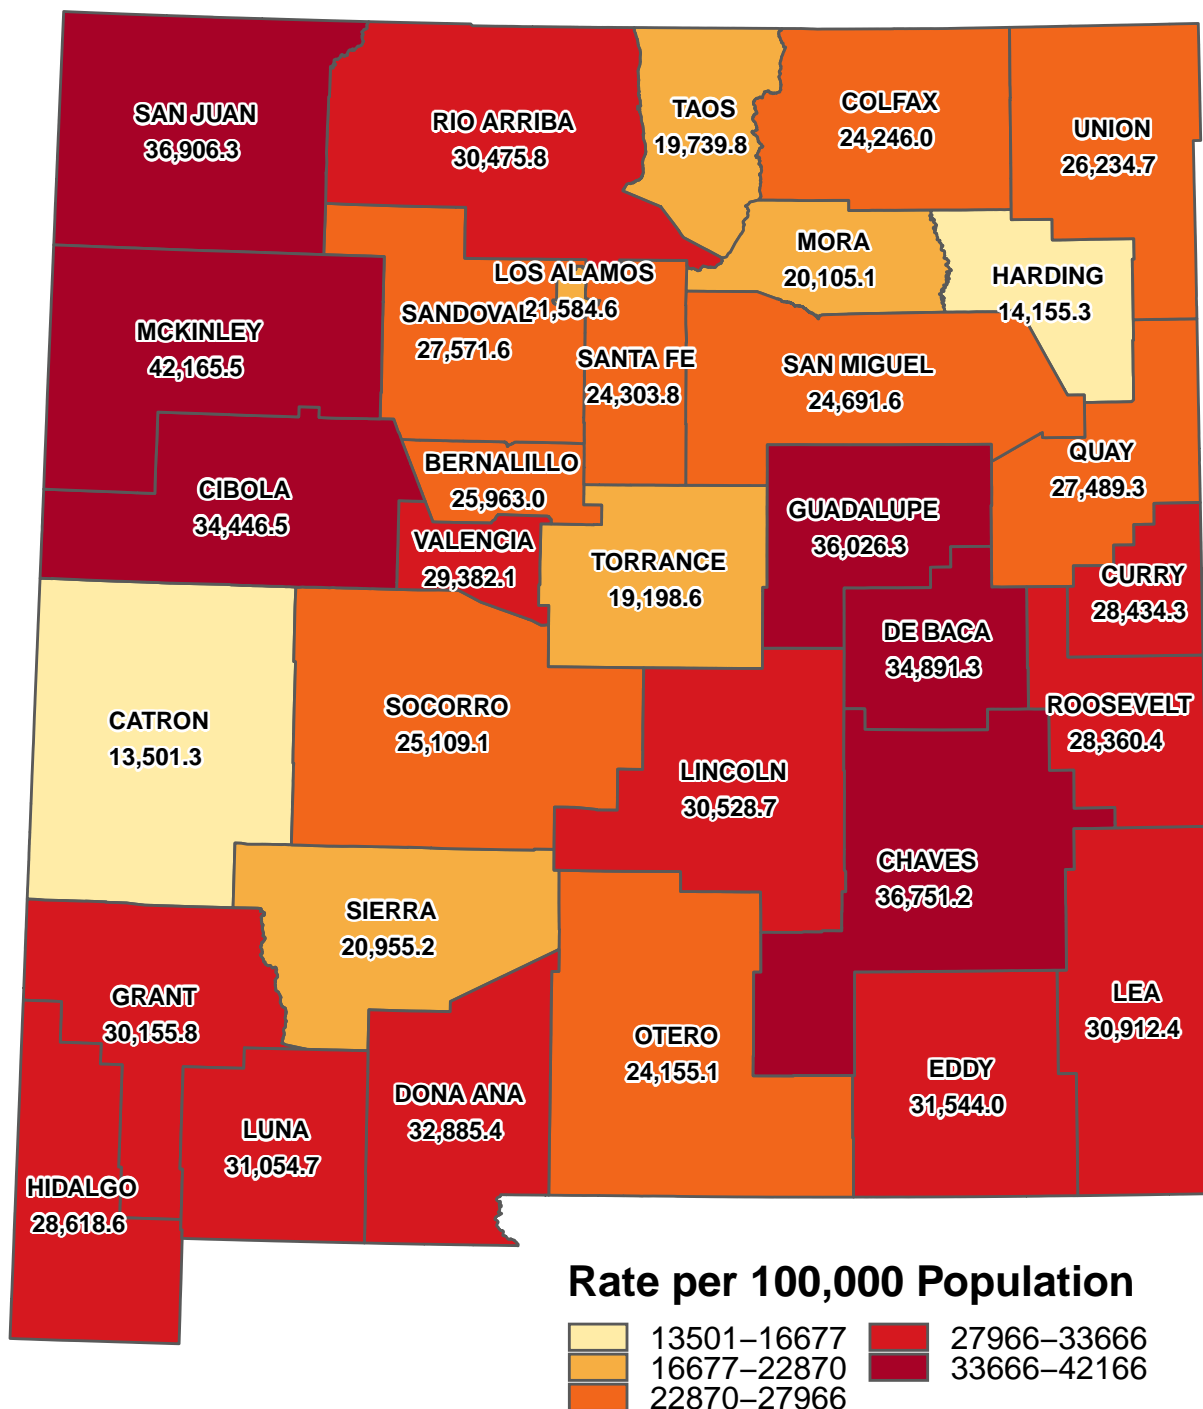 SAN JUAN
36,906.3
RIO ARRIBA
30,475.8
TAOS
19,739.8
COLFAX
24,246.0
UNION
26,234.7
MORA
20,105.1
HARDING
14,155.3
LOS ALAMOS
21,584.6
SANDOVAL
27,571.6
MCKINLEY
42,165.5
SANTA FE
24,303.8
SAN MIGUEL
24,691.6
QUAY
27,489.3
BERNALILLO
25,963.0
CIBOLA
34,446.5
GUADALUPE
36,026.3
VALENCIA
29,382.1
TORRANCE
19,198.6
CURRY
28,434.3
DE BACA
34,891.3
ROOSEVELT
28,360.4
CATRON
13,501.3
SOCORRO
25,109.1
LINCOLN
30,528.7
CHAVES
36,751.2
SIERRA
20,955.2
GRANT
30,155.8
LEA
30,912.4
OTERO
24,155.1
EDDY
31,544.0
DONA ANA
32,885.4
LUNA
31,054.7
HIDALGO
28,618.6
Rate per 100,000 Population
13501−16677
16677−22870
22870−27966
27966−33666
33666−42166